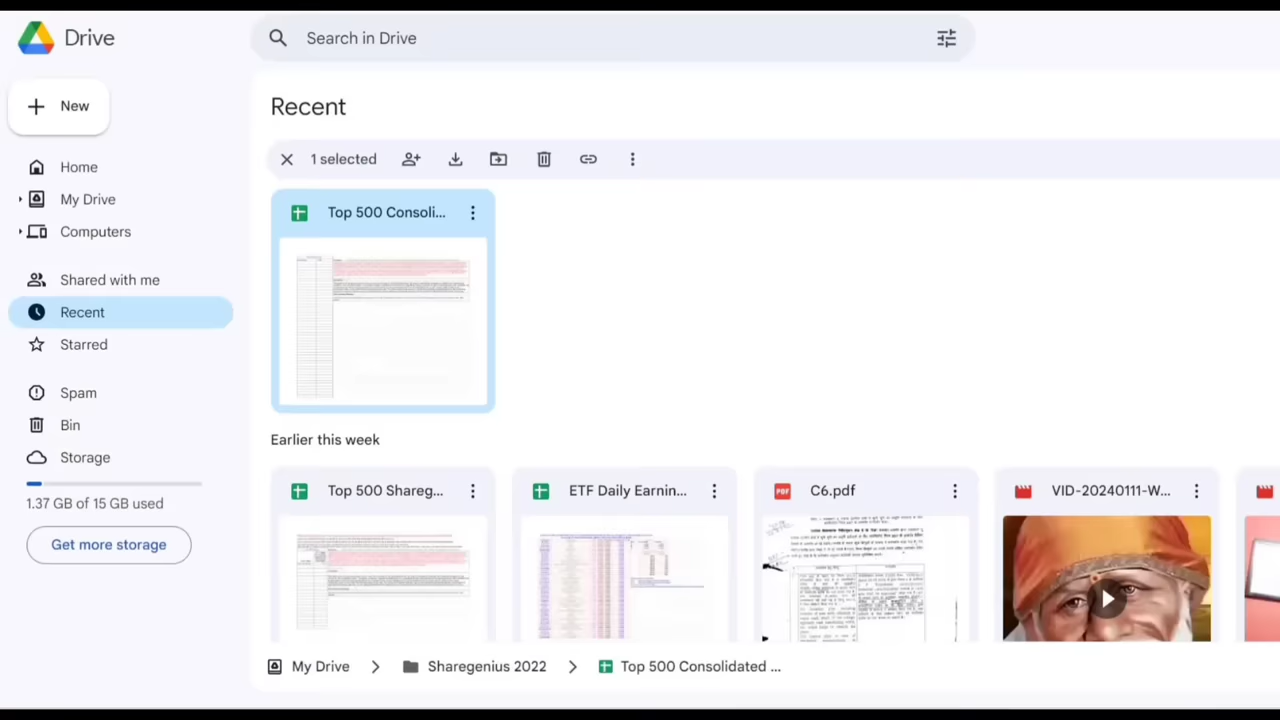 Drive
Search in Drive
New
Home
My Drive
Computers
Shared with me
Recent
Starred
Spam
Bin
Storage
1.37 GB of 15 GB used
Get more storage
Recent
1 selected
Top 500 Consoli...
Earlier this week
Top 500 Shareg...
ETF Daily Earnin...
PDF
C6.pdf
VID-20240111-W...
My Drive
Sharegenius 2022
Top 500 Consolidated ...